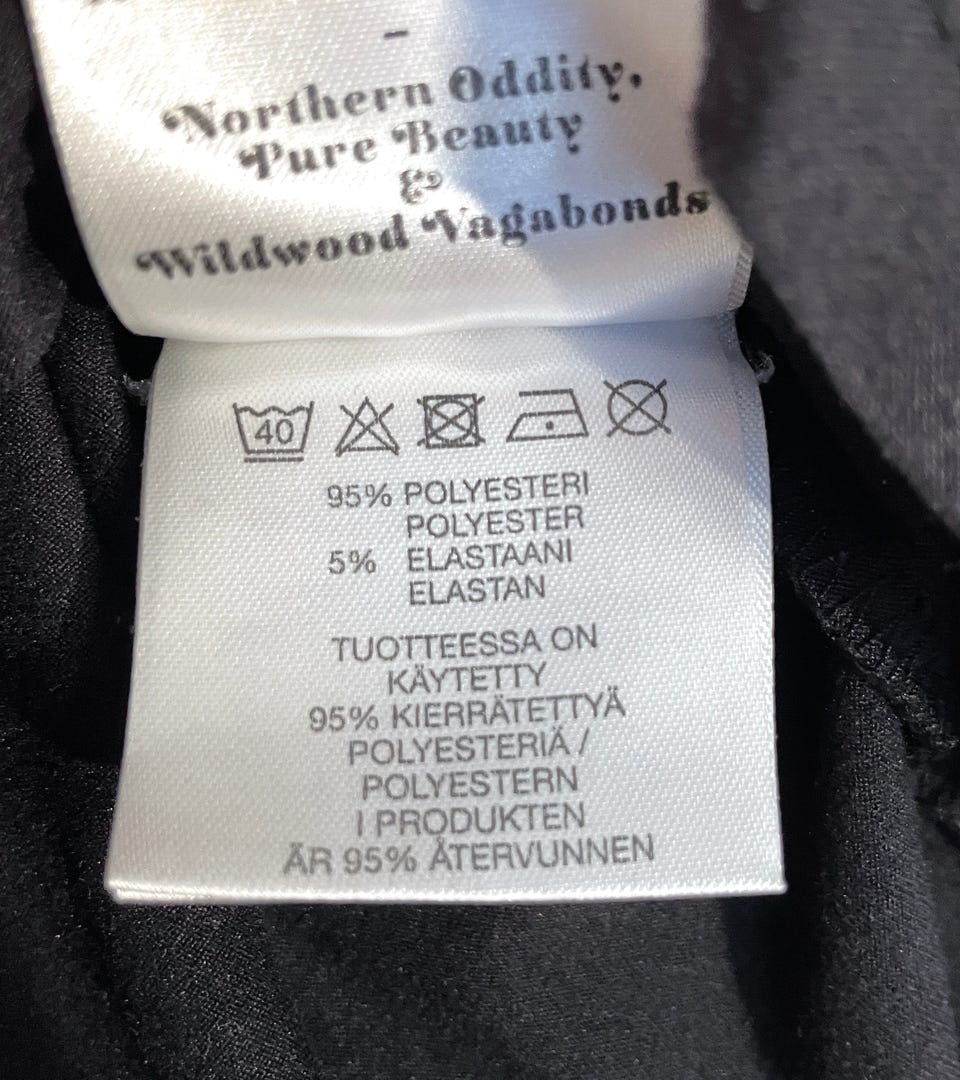 -
Northern Oddity,
Pure Beauty
&
Wildwood Vagabonds
40
95% POLYESTERI
POLYESTER
5% ELASTAANI
ELASTAN
TUOTTEESSA ON
KÄYTETTY
95% KIERRÄTETTYÄ
POLYESTERIÄ /
POLYESTERN
I PRODUKTEN
ÄR 95% ÅTERVUNNEN